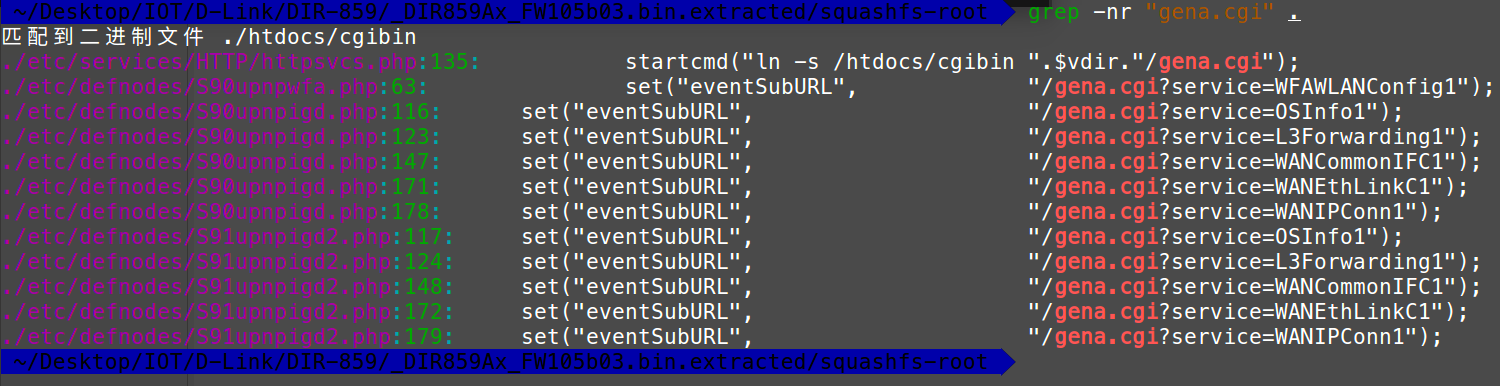 ~/Desktop/IOT/D-Link/DIR-859/_DIR859Ax_FW105b03.bin.extracted/squashfs-root grep -nr "gena.cgi" .
匹配到二进制文件 ./htdocs/cgibin
./etc/services/HTTP/httpsvcs.php:135: startcmd("ln -s /htdocs/cgibin ".$vdir."/gena.cgi");
./etc/defnodes/S90upnpwfa.php:63: set("eventSubURL", "/gena.cgi?service=WFAWLANConfig1");
./etc/defnodes/S90upnpigd.php:116: set("eventSubURL", "/gena.cgi?service=OSInfo1");
./etc/defnodes/S90upnpigd.php:123: set("eventSubURL", "/gena.cgi?service=L3Forwarding1");
./etc/defnodes/S90upnpigd.php:147: set("eventSubURL", "/gena.cgi?service=WANCommonIFC1");
./etc/defnodes/S90upnpigd.php:171: set("eventSubURL", "/gena.cgi?service=WANEthLinkC1");
./etc/defnodes/S90upnpigd.php:178: set("eventSubURL", "/gena.cgi?service=WANIPConn1");
./etc/defnodes/S91upnpigd2.php:117: set("eventSubURL", "/gena.cgi?service=OSInfo1");
./etc/defnodes/S91upnpigd2.php:124: set("eventSubURL", "/gena.cgi?service=L3Forwarding1");
./etc/defnodes/S91upnpigd2.php:148: set("eventSubURL", "/gena.cgi?service=WANCommonIFC1");
./etc/defnodes/S91upnpigd2.php:172: set("eventSubURL", "/gena.cgi?service=WANEthLinkC1");
./etc/defnodes/S91upnpigd2.php:179: set("eventSubURL", "/gena.cgi?service=WANIPConn1");
~/Desktop/IOT/D-Link/DIR-859/_DIR859Ax_FW105b03.bin.extracted/squashfs-root